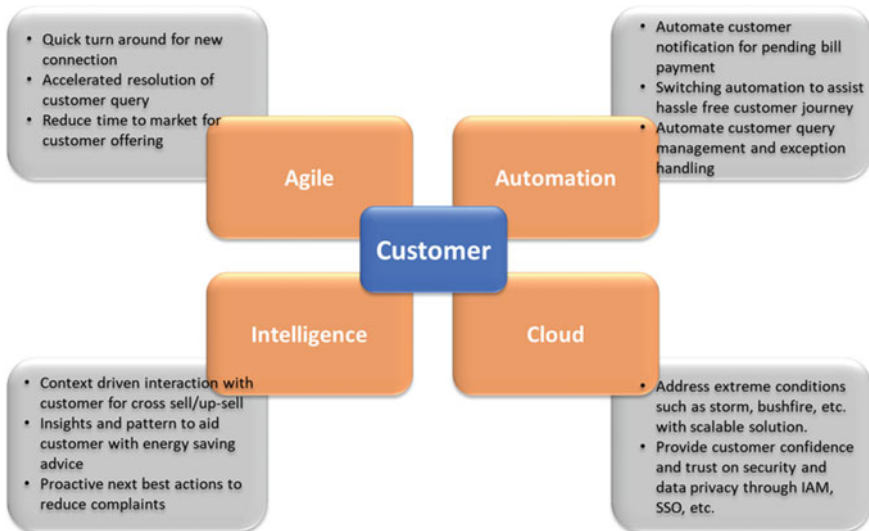 • Quick turn around for new
connection
• Accelerated resolution of
customer query
• Reduce time to market for
customer offering
• Automate customer
notification for pending bill
payment
• Switching automation to assist
hassle free customer journey
• Automate customer query
management and exception
handling
Agile
Automation
Customer
Intelligence
Cloud
• Context driven interaction with
customer for cross sell/up-sell
• Insights and pattern to aid
customer with energy saving
advice
• Proactive next best actions to
reduce complaints
• Address extreme conditions
such as storm, bushfire, etc.
with scalable solution.
• Provide customer confidence
and trust on security and
data privacy through IAM,
SSO, etc.